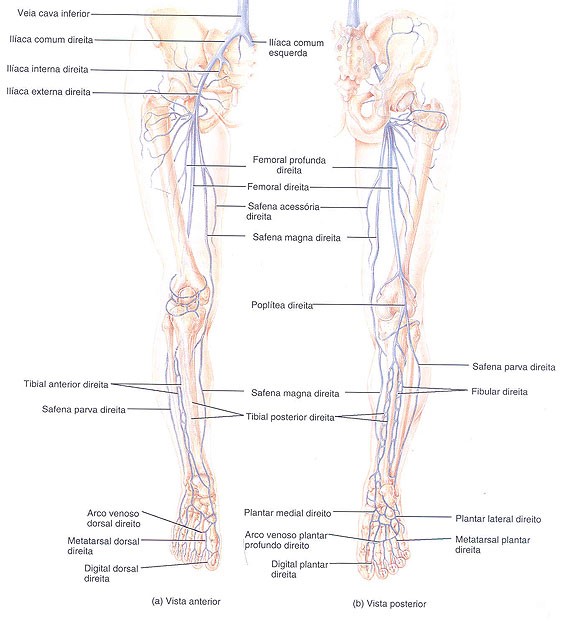 Veia cava inferior
Ilíaca comum direita
Ilíaca comum
esquerda
Ilíaca interna direita
Ilíaca externa direita
Femoral profunda
direita
Femoral direita
Safena acessória
direita
Safena magna direita
Poplítea direita
Safena parva direita
Tibial anterior direita
Safena magna direita
Fibular direita
Safena parva direita
Tibial posterior direita
Arco venoso
dorsal direito
Plantar medial direito
Plantar lateral direito
Metatarsal dorsal
direita
Arco venoso plantar
profundo direito
Metatarsal plantar
direita
Digital dorsal
direita
Digital plantar
direita
(a) Vista anterior
(b) Vista posterior